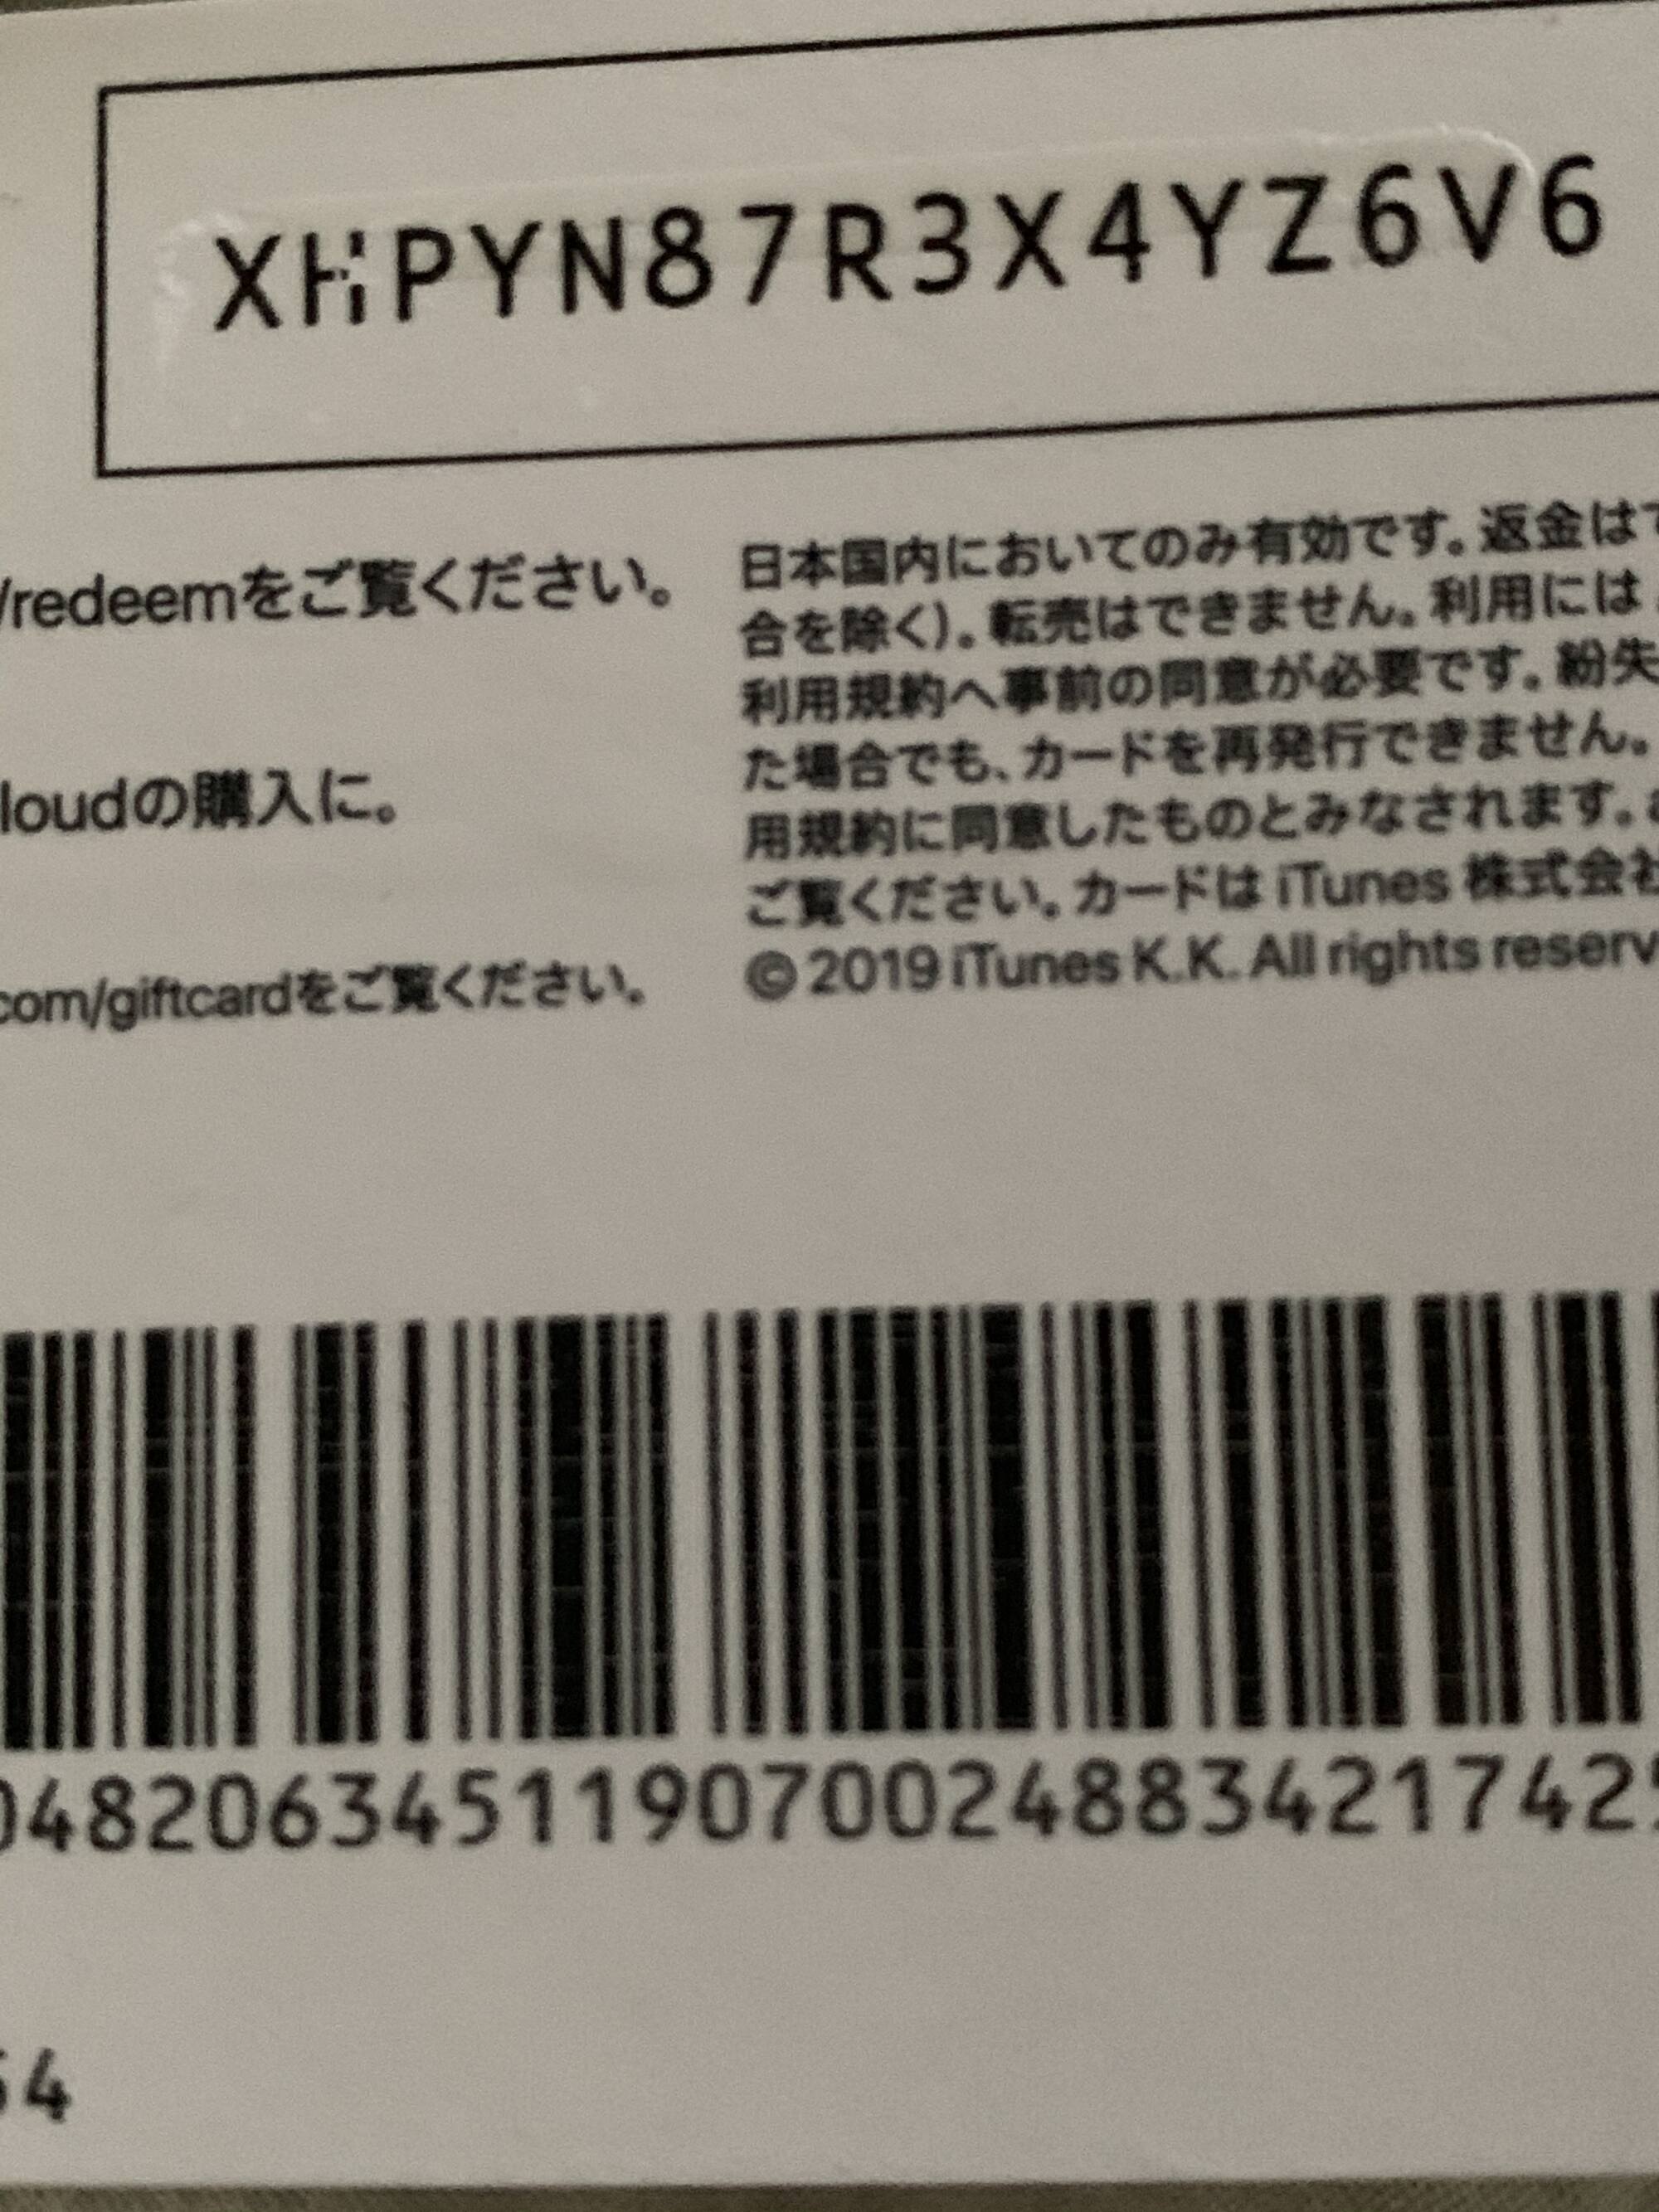 XHPYN87R3X4YZ6V6
/redeemをご覧ください。
loudの購入に。
com/giftcardをご覧ください。
日本国内においてのみ有効です。返金は
合を除く)。転売はできません。利用には
利用規約へ事前の同意が必要です。紛失
た場合でも、カードを再発行できません。
用規約に同意したものとみなされます。
ご覧ください。カードは iTunes 株式会社
© 2019 iTunes K.K. All rights reserv
048206345119070024883421742
54